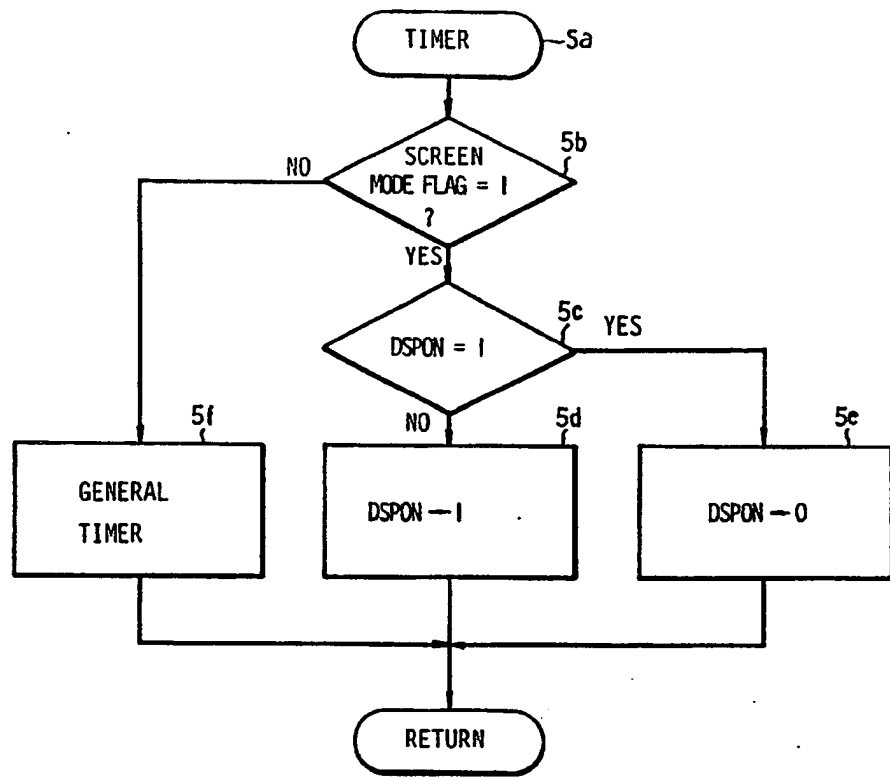 TIMER
5a
5b
SCREEN
MODE FLAG = 1
?
NO
YES
5c
DSPON = 1
YES
NO
5f
5d
5e
GENERAL
TIMER
DSPON ← 1
DSPON ← 0
RETURN